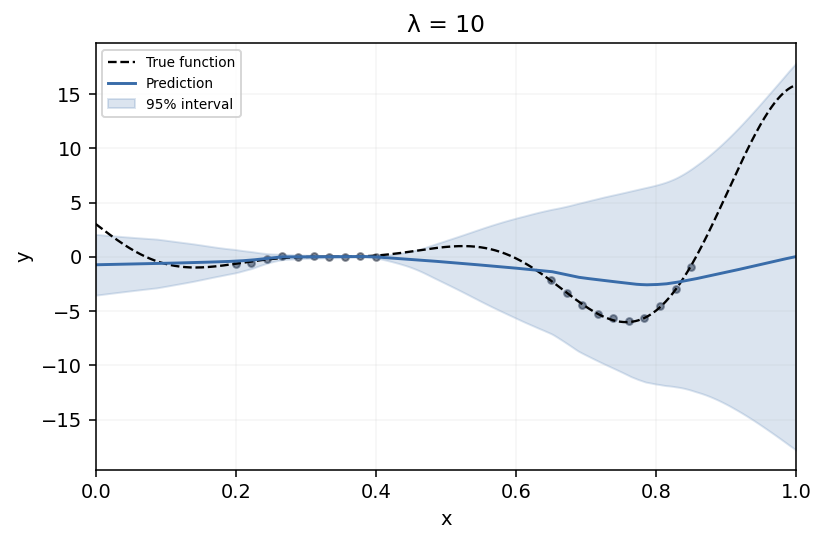 λ = 10
True function
Prediction
95% interval
15
10
5
0
−5
−10
−15
y
0.0 0.2 0.4 0.6 0.8 1.0
x